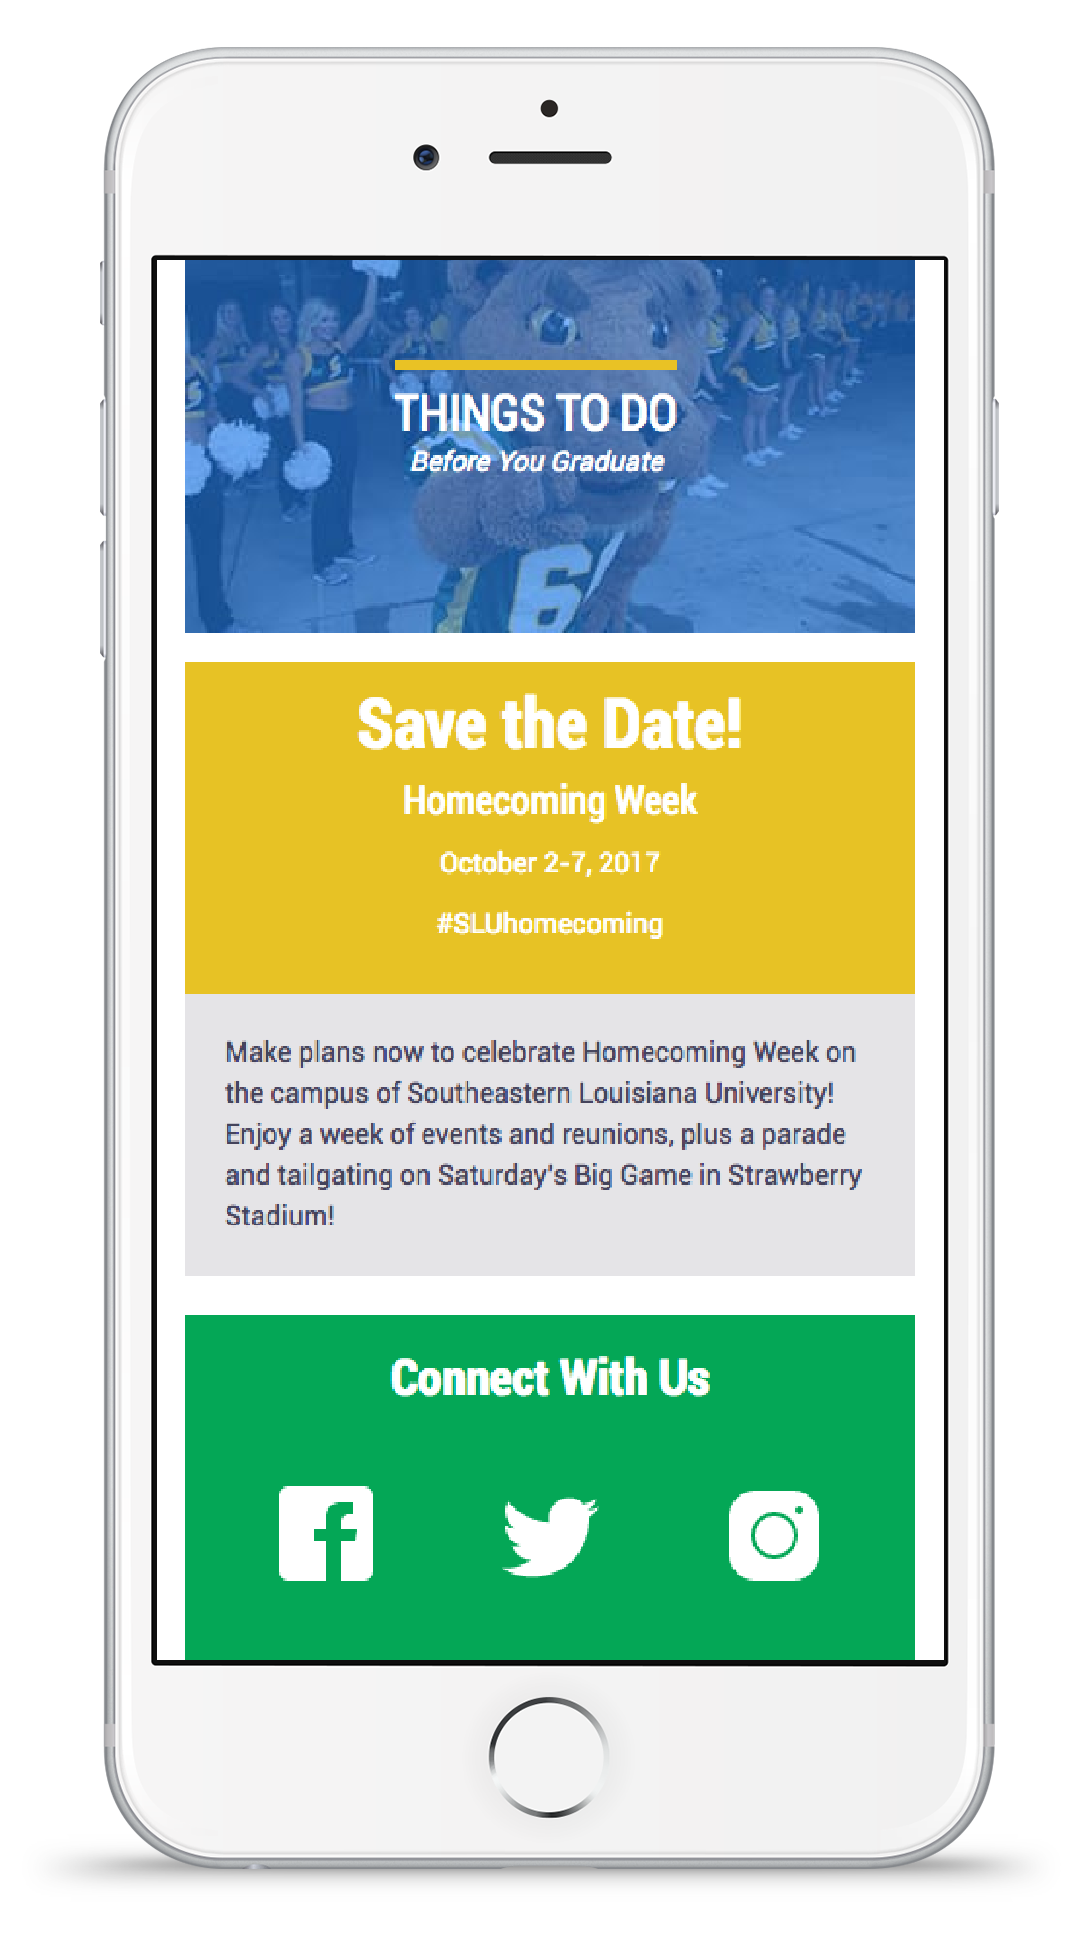 THINGS TO DO
Before You Graduate
6
Save the Date!
Homecoming Week
October 2-7, 2017
#SLUhomecoming
Make plans now to celebrate Homecoming Week on
the campus of Southeastern Louisiana University!
Enjoy a week of events and reunions, plus a parade
and tailgating on Saturday's Big Game in Strawberry
Stadium!
Connect With Us